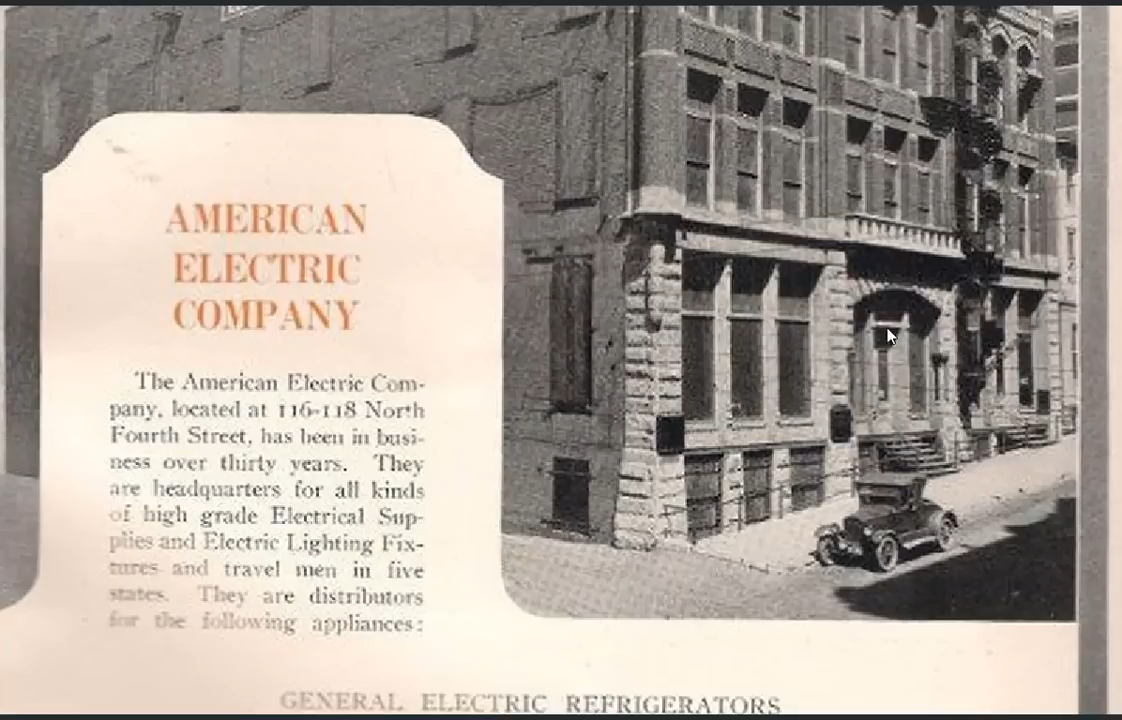 AMERICAN
ELECTRIC
COMPANY
The American Electric Com-
pany, located at 116-118 North
Fourth Street, has been in busi-
ness over thirty years. They
are headquarters for all kinds
of high grade Electrical Sup-
plies and Electric Lighting Fix-
tures and travel men in five
states. They are distributors
for the following appliances:
GENERAL ELECTRIC REFRIGERATORS